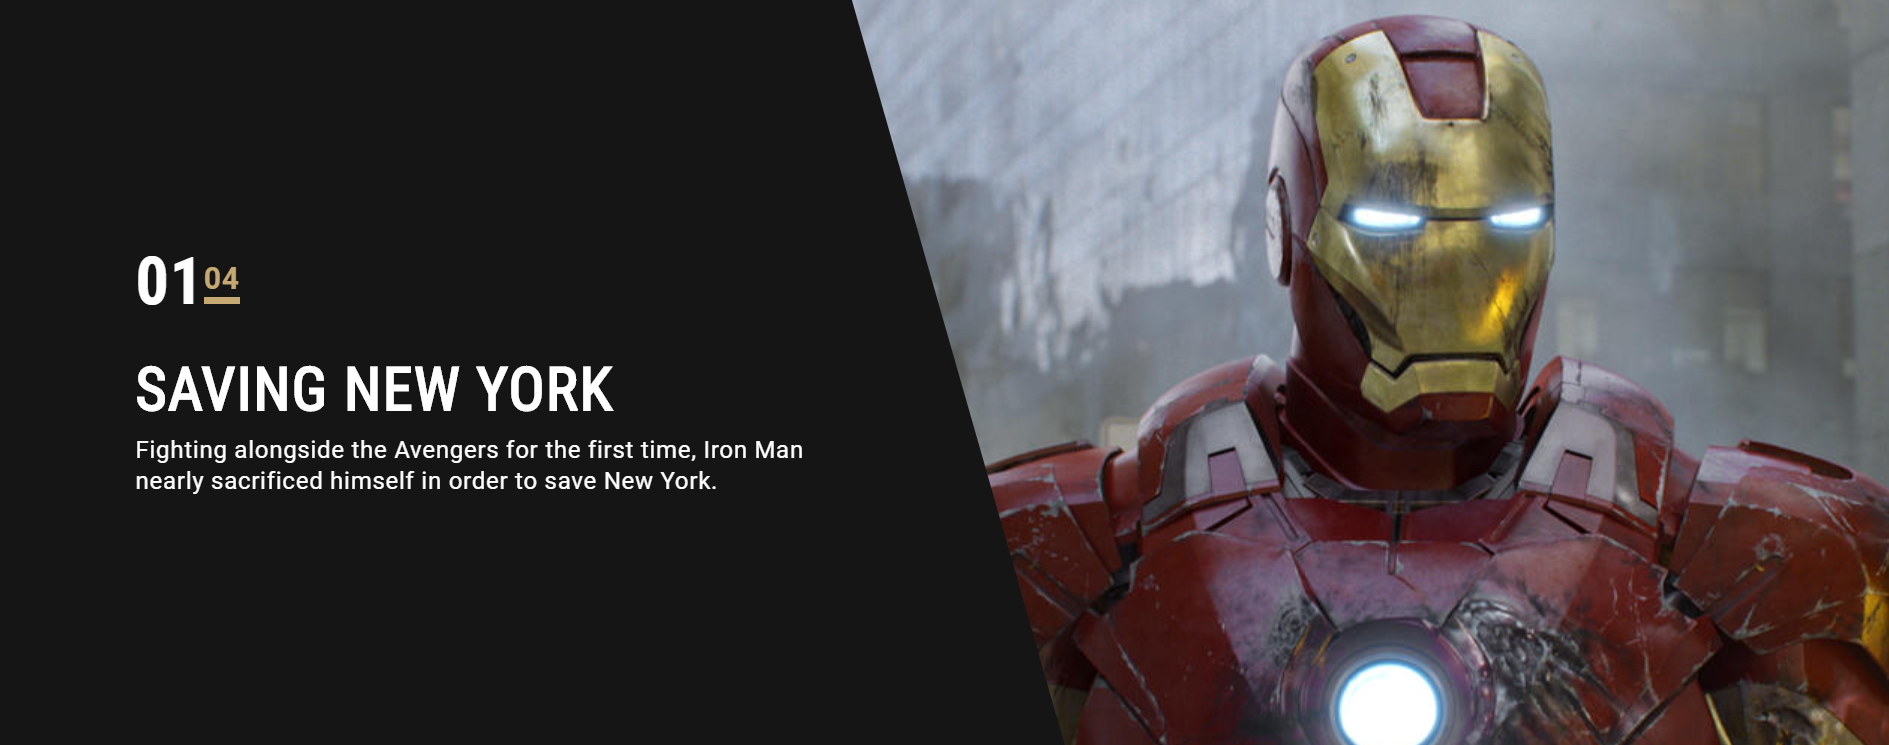 01 04
SAVING NEW YORK
Fighting alongside the Avengers for the first time, Iron Man
nearly sacrificed himself in order to save New York.